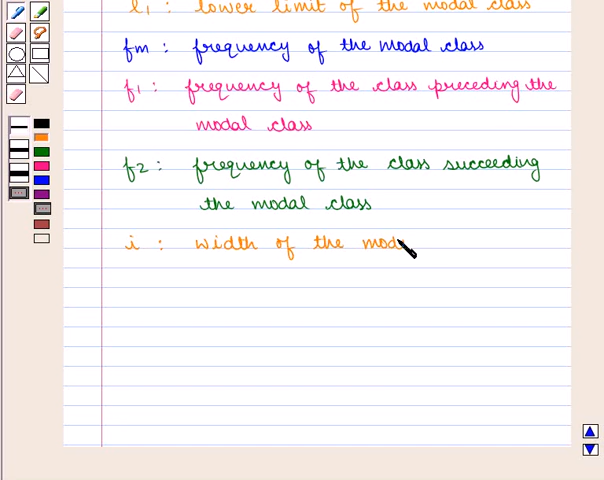 l1 : lower limit of the modal class
fm : frequency of the modal class
f1 : frequency of the class preceding the
modal class
f2 : frequency of the class succeeding
the modal class
i : width of the mod